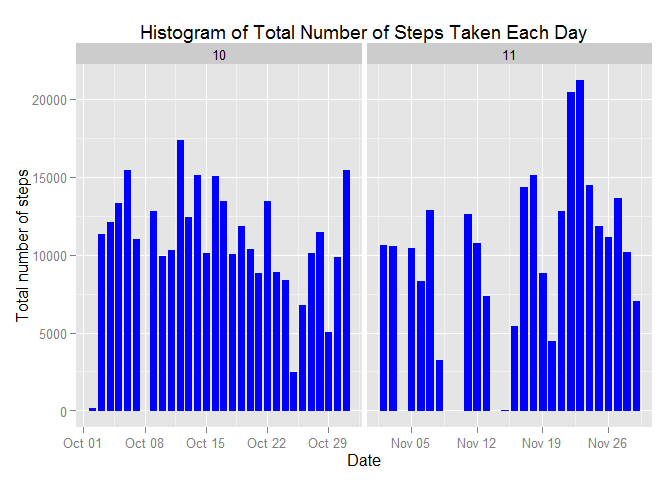 Histogram of Total Number of Steps Taken Each Day
10
11
Total number of steps
20000
15000
10000
5000
0
Oct 01
Oct 08
Oct 15
Oct 22
Oct 29
Nov 05
Nov 12
Nov 19
Nov 26
Date